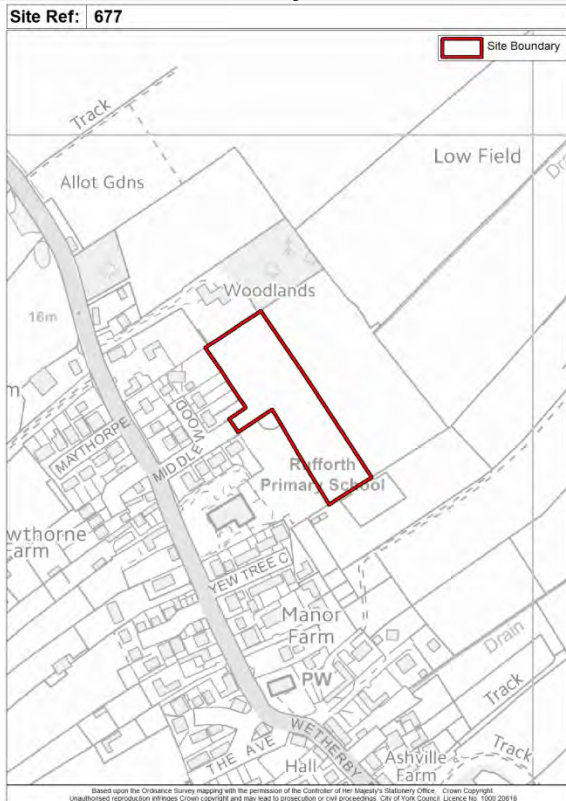 Site Ref: 677
Site Boundary
Track
Low Field
Allot Gdns
Woodlands
16m
MAYTHORPE
MIDDLEWOOD
Rufforth
Primary School
wthorne
Farm
YEW TREE C
Manor
Farm
Drain
PW
Track
WETHERBY
THE AVE
Hall
Ashville
Farm
Track
Based upon the Ordnance Survey mapping with the permission of the Controller of Her Majesty's Stationery Office. Crown Copyright.
Unauthorised reproduction infringes Crown copyright and may lead to prosecution or civil proceedings. City of York Council. Licence No. 1000 20818